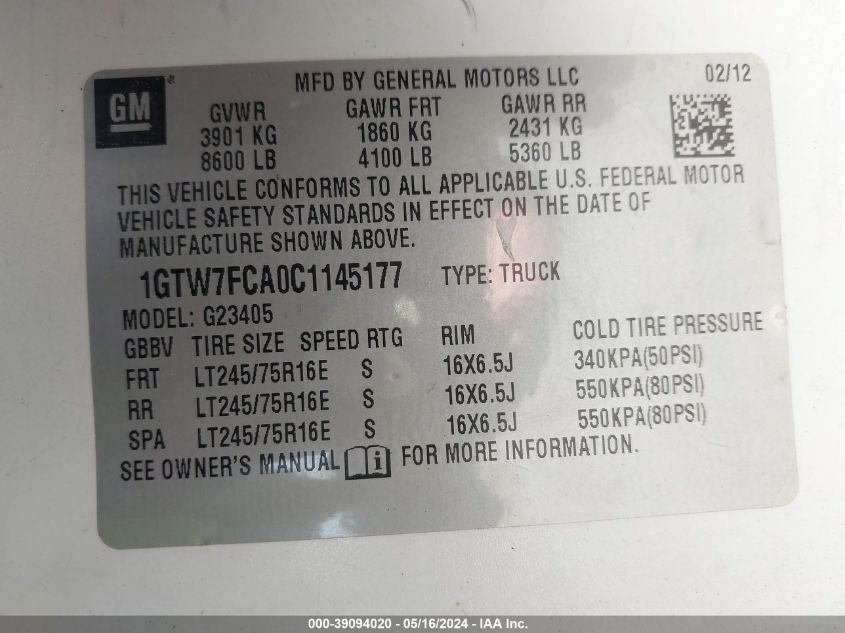 GM ®
MFD BY GENERAL MOTORS LLC 02/12
GVWR GAWR FRT GAWR RR
3901 KG 1860 KG 2431 KG
8600 LB 4100 LB 5360 LB
THIS VEHICLE CONFORMS TO ALL APPLICABLE U.S. FEDERAL MOTOR
VEHICLE SAFETY STANDARDS IN EFFECT ON THE DATE OF
MANUFACTURE SHOWN ABOVE.
1GTW7FCA0C1145177 TYPE: TRUCK
MODEL: G23405
GBBV TIRE SIZE SPEED RTG RIM COLD TIRE PRESSURE
FRT LT245/75R16E S 16X6.5J 340KPA(50PSI)
RR LT245/75R16E S 16X6.5J 550KPA(80PSI)
SPA LT245/75R16E S 16X6.5J 550KPA(80PSI)
SEE OWNER'S MANUAL i FOR MORE INFORMATION.
000-39094020 - 05/16/2024 - IAA Inc.